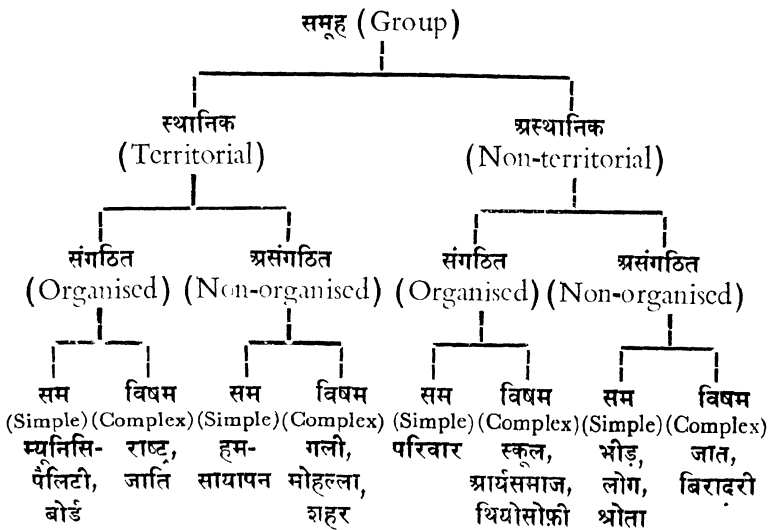 समूह (Group)
स्थानिक अस्थानिक
(Territorial) (Non-territorial)
संगठित असंगठित संगठित असंगठित
(Organised) (Non-organised) (Organised) (Non-organised)
सम विषम सम विषम सम विषम सम विषम
(Simple) (Complex) (Simple) (Complex) (Simple) (Complex) (Simple) (Complex)
म्यूनिसि- राष्ट्र, हम- गली, परिवार स्कूल, भीड़, जात,
पैलिटी, जाति सायापन मोहल्ला, आर्यसमाज, लोग, बिरादरी
बोर्ड शहर थियोसोफ़ी श्रोता